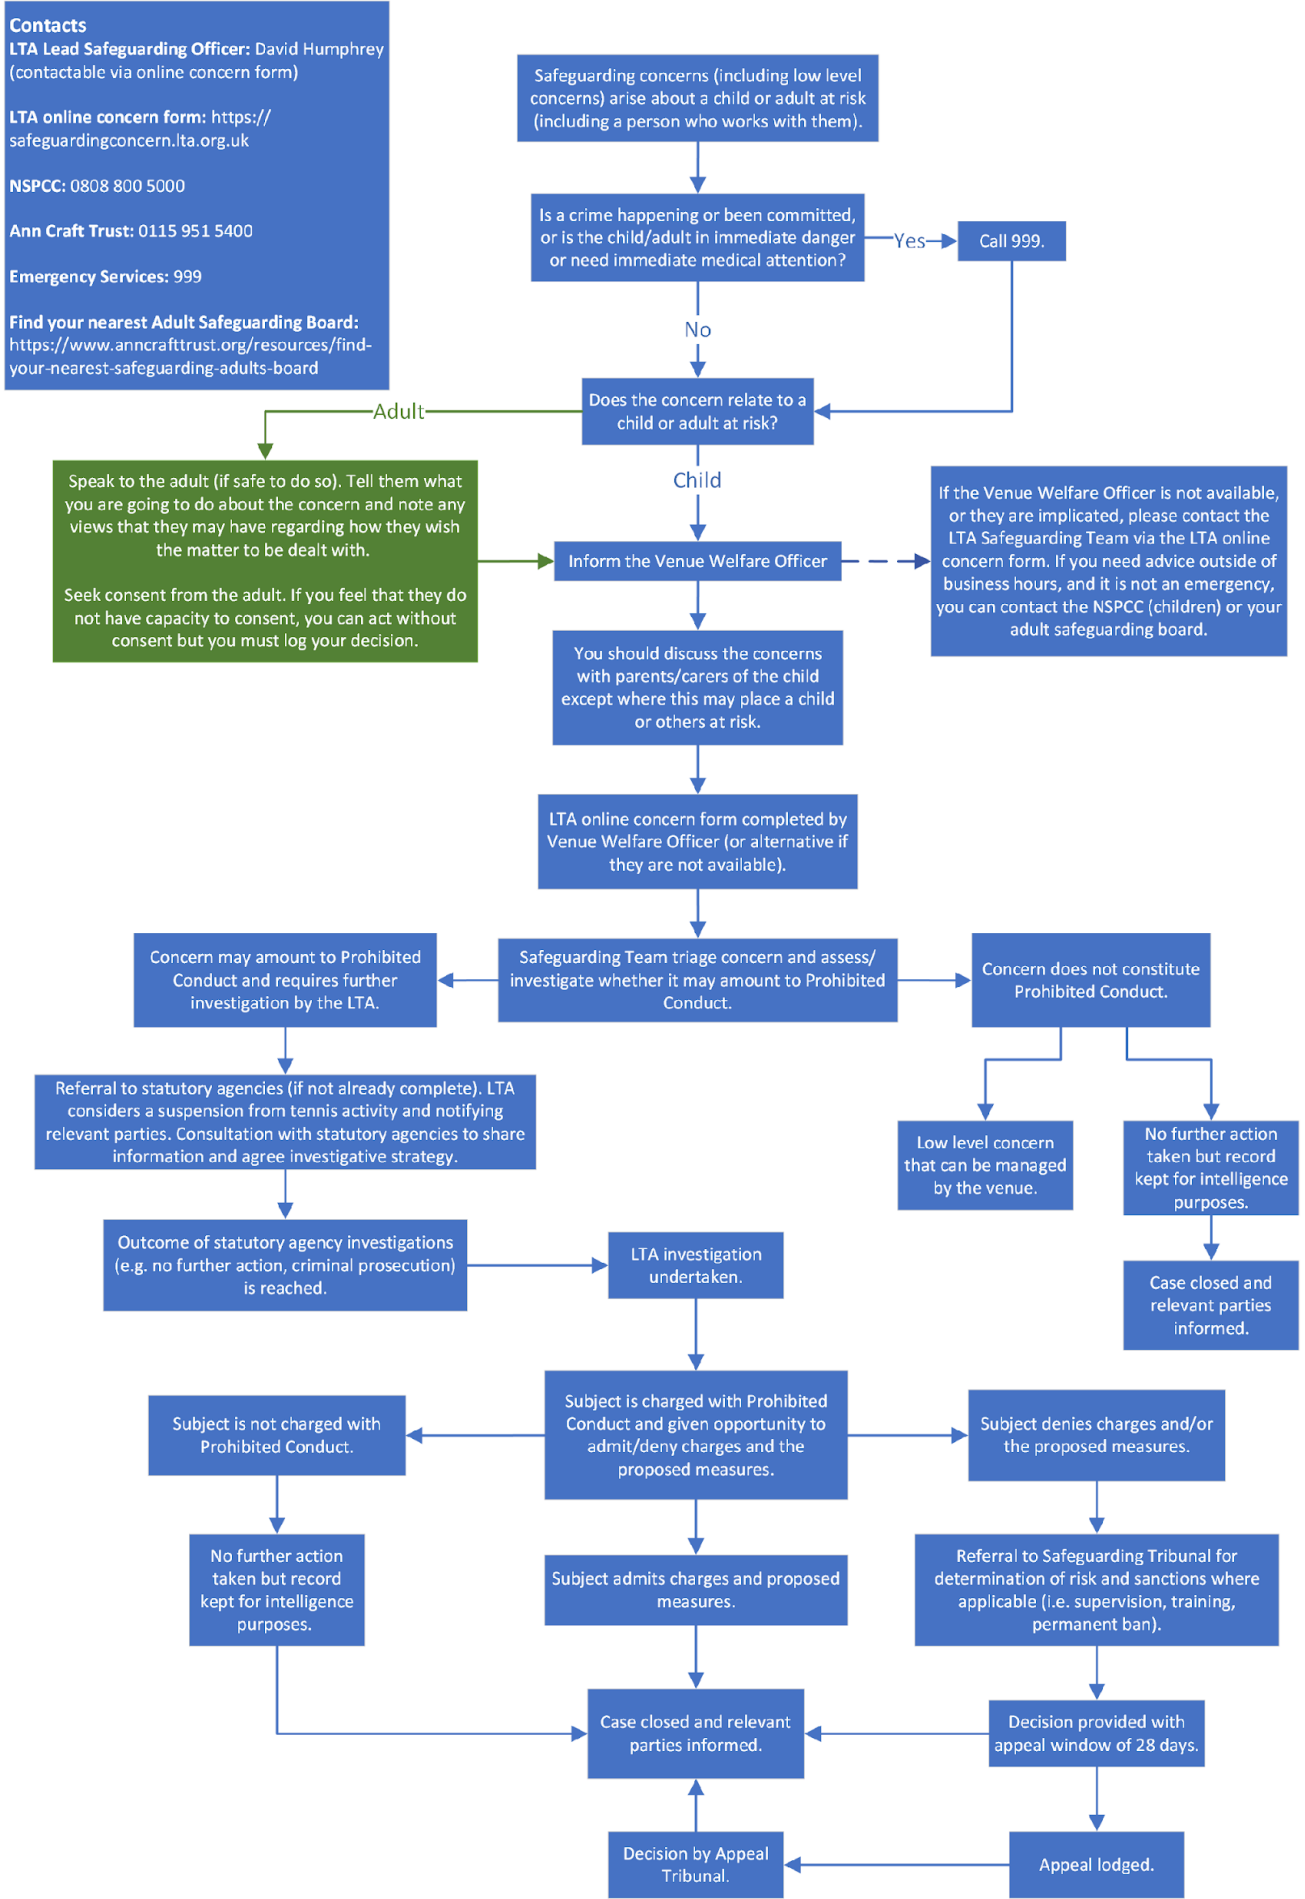 Contacts
LTA Lead Safeguarding Officer: David Humphrey
(contactable via online concern form)
LTA online concern form: https://
safeguardingconcern.lta.org.uk
NSPCC: 0808 800 5000
Ann Craft Trust: 0115 951 5400
Emergency Services: 999
Find your nearest Adult Safeguarding Board:
https://www.anncrafttrust.org/resources/find-
your-nearest-safeguarding-adults-board
Safeguarding concerns (including low level
concerns) arise about a child or adult at risk
(including a person who works with them).
Is a crime happening or been committed,
or is the child/adult in immediate danger
or need immediate medical attention?
Yes
Call 999.
No
Does the concern relate to a
child or adult at risk?
Adult
Child
Speak to the adult (if safe to do so). Tell them what
you are going to do about the concern and note any
views that they may have regarding how they wish
the matter to be dealt with.
Seek consent from the adult. If you feel that they do
not have capacity to consent, you can act without
consent but you must log your decision.
Inform the Venue Welfare Officer
If the Venue Welfare Officer is not available,
or they are implicated, please contact the
LTA Safeguarding Team via the LTA online
concern form. If you need advice outside of
business hours, and it is not an emergency,
you can contact the NSPCC (children) or your
adult safeguarding board.
You should discuss the concerns
with parents/carers of the child
except where this may place a child
or others at risk.
LTA online concern form completed by
Venue Welfare Officer (or alternative if
they are not available).
Concern may amount to Prohibited
Conduct and requires further
investigation by the LTA.
Safeguarding Team triage concern and assess/
investigate whether it may amount to Prohibited
Conduct.
Concern does not constitute
Prohibited Conduct.
Referral to statutory agencies (if not already complete). LTA
considers a suspension from tennis activity and notifying
relevant parties. Consultation with statutory agencies to share
information and agree investigative strategy.
Low level concern
that can be managed
by the venue.
No further action
taken but record
kept for intelligence
purposes.
Outcome of statutory agency investigations
(e.g. no further action, criminal prosecution)
is reached.
LTA investigation
undertaken.
Case closed and
relevant parties
informed.
Subject is not charged with
Prohibited Conduct.
Subject is charged with Prohibited
Conduct and given opportunity to
admit/deny charges and the
proposed measures.
Subject denies charges and/or
the proposed measures.
No further action
taken but record
kept for intelligence
purposes.
Subject admits charges and proposed
measures.
Referral to Safeguarding Tribunal for
determination of risk and sanctions where
applicable (i.e. supervision, training,
permanent ban).
Case closed and relevant
parties informed.
Decision provided with
appeal window of 28 days.
Decision by Appeal
Tribunal.
Appeal lodged.